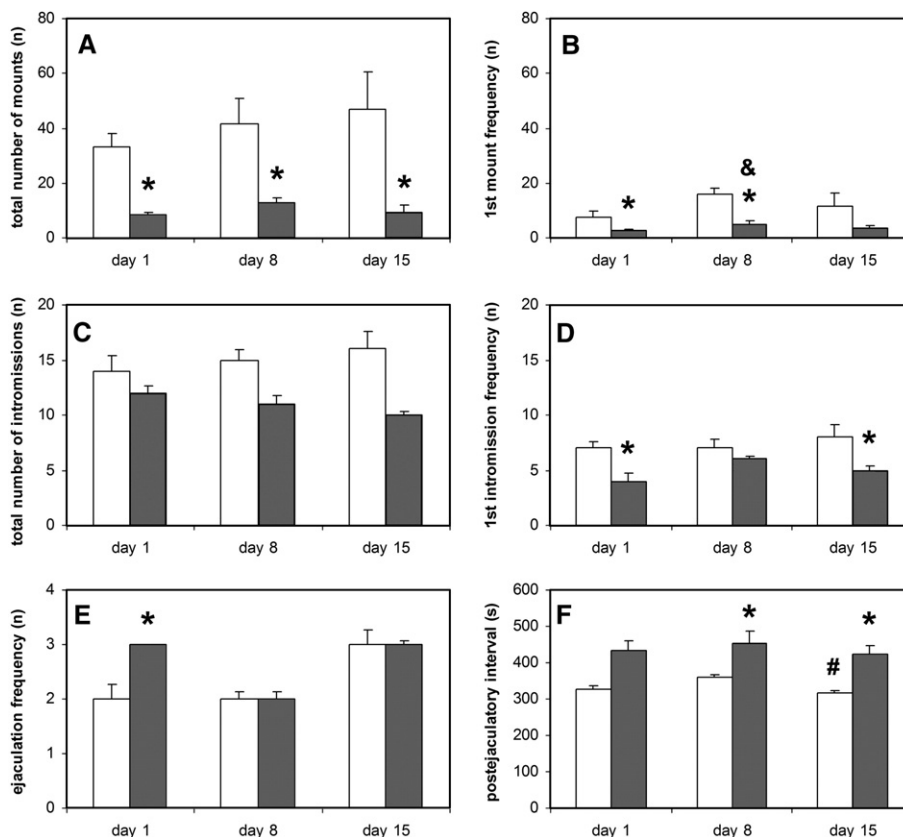 A
total number of mounts (n)
80
60
40
20
0
*
*
*
day 1 day 8 day 15
B
1st mount frequency (n)
80
60
40
20
0
*
&
*
day 1 day 8 day 15
C
total number of intromissions (n)
20
15
10
5
0
day 1 day 8 day 15
D
1st intromission frequency (n)
20
15
10
5
0
*
*
day 1 day 8 day 15
E
ejaculation frequency (n)
4
3
2
1
0
*
day 1 day 8 day 15
F
postejaculatory interval (s)
600
500
400
300
200
100
0
*
#
*
day 1 day 8 day 15